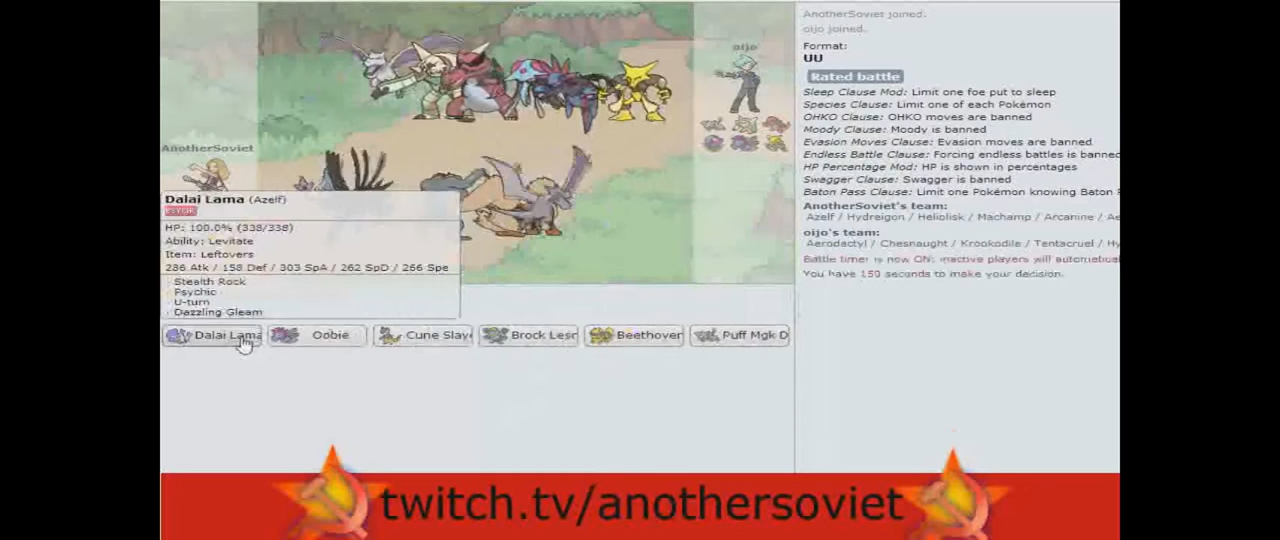 AnotherSoviet joined.
oijo joined.
Format:
UU
Rated battle
Sleep Clause Mod: Limit one foe put to sleep
Species Clause: Limit one of each Pokémon
OHKO Clause: OHKO moves are banned
Moody Clause: Moody is banned
Evasion Moves Clause: Evasion moves are banned
Endless Battle Clause: Forcing endless battles is banned
HP Percentage Mod: HP is shown in percentages
Swagger Clause: Swagger is banned
Baton Pass Clause: Limit one Pokémon knowing Baton
AnotherSoviet's team:
Azelf / Hydreigon / Heliolisk / Machamp / Arcanine / Ae
oijo's team:
Aerodactyl / Chesnaught / Krookodile / Tentacruel / Hy
Battle timer is now ON: inactive players will automatical
You have 150 seconds to make your decision.
oijo
AnotherSoviet
Dalai Lama (Azelf)
PSYCHIC
HP: 100.0% (338/338)
Ability: Levitate
Item: Leftovers
286 Atk / 158 Def / 303 SpA / 262 SpD / 266 Spe
Stealth Rock
Psychic
U-turn
Dazzling Gleam
Dalai Lama Oobie Cune Slay Brock Lesr Beethoven Puff Mgk D
twitch.tv/anothersoviet